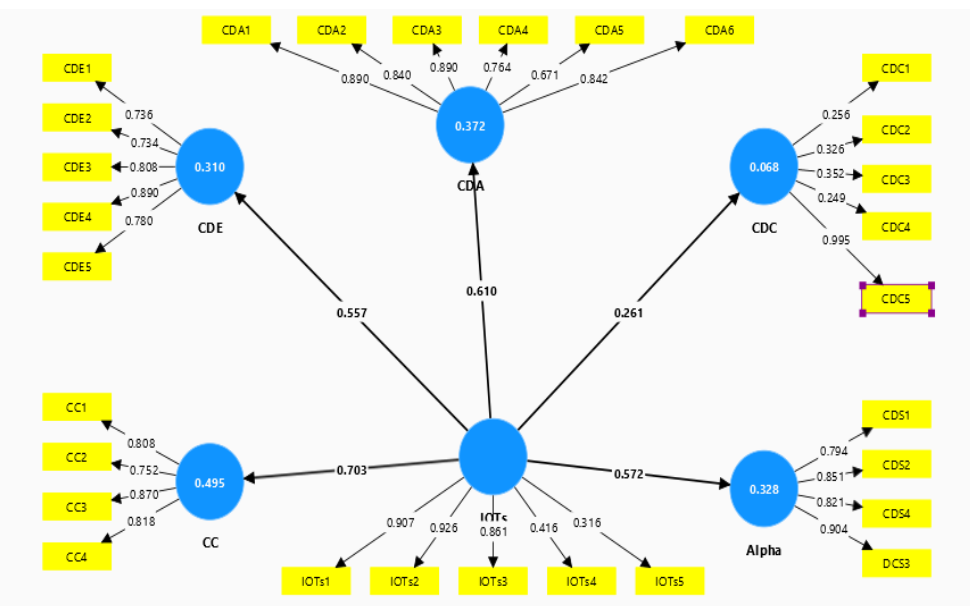 CDA1 CDA2 CDA3 CDA4 CDA5 CDA6
0.890 0.840 0.890 0.764 0.671 0.842
0.372
CDA
CDE1
CDE2
CDE3
CDE4
CDE5
0.736
0.734
0.808
0.890
0.780
0.310
CDE
CDC1
CDC2
CDC3
CDC4
CDC5
0.256
0.326
0.352
0.249
0.995
0.068
CDC
0.557
0.610
0.261
CC1
CC2
CC3
CC4
0.808
0.752
0.870
0.818
0.495
CC
0.703
0.572
CDS1
CDS2
CDS4
DCS3
0.794
0.851
0.821
0.904
0.328
Alpha
IOTs
0.907 0.926 0.861 0.416 0.316
IOTs1 IOTs2 IOTs3 IOTs4 IOTs5